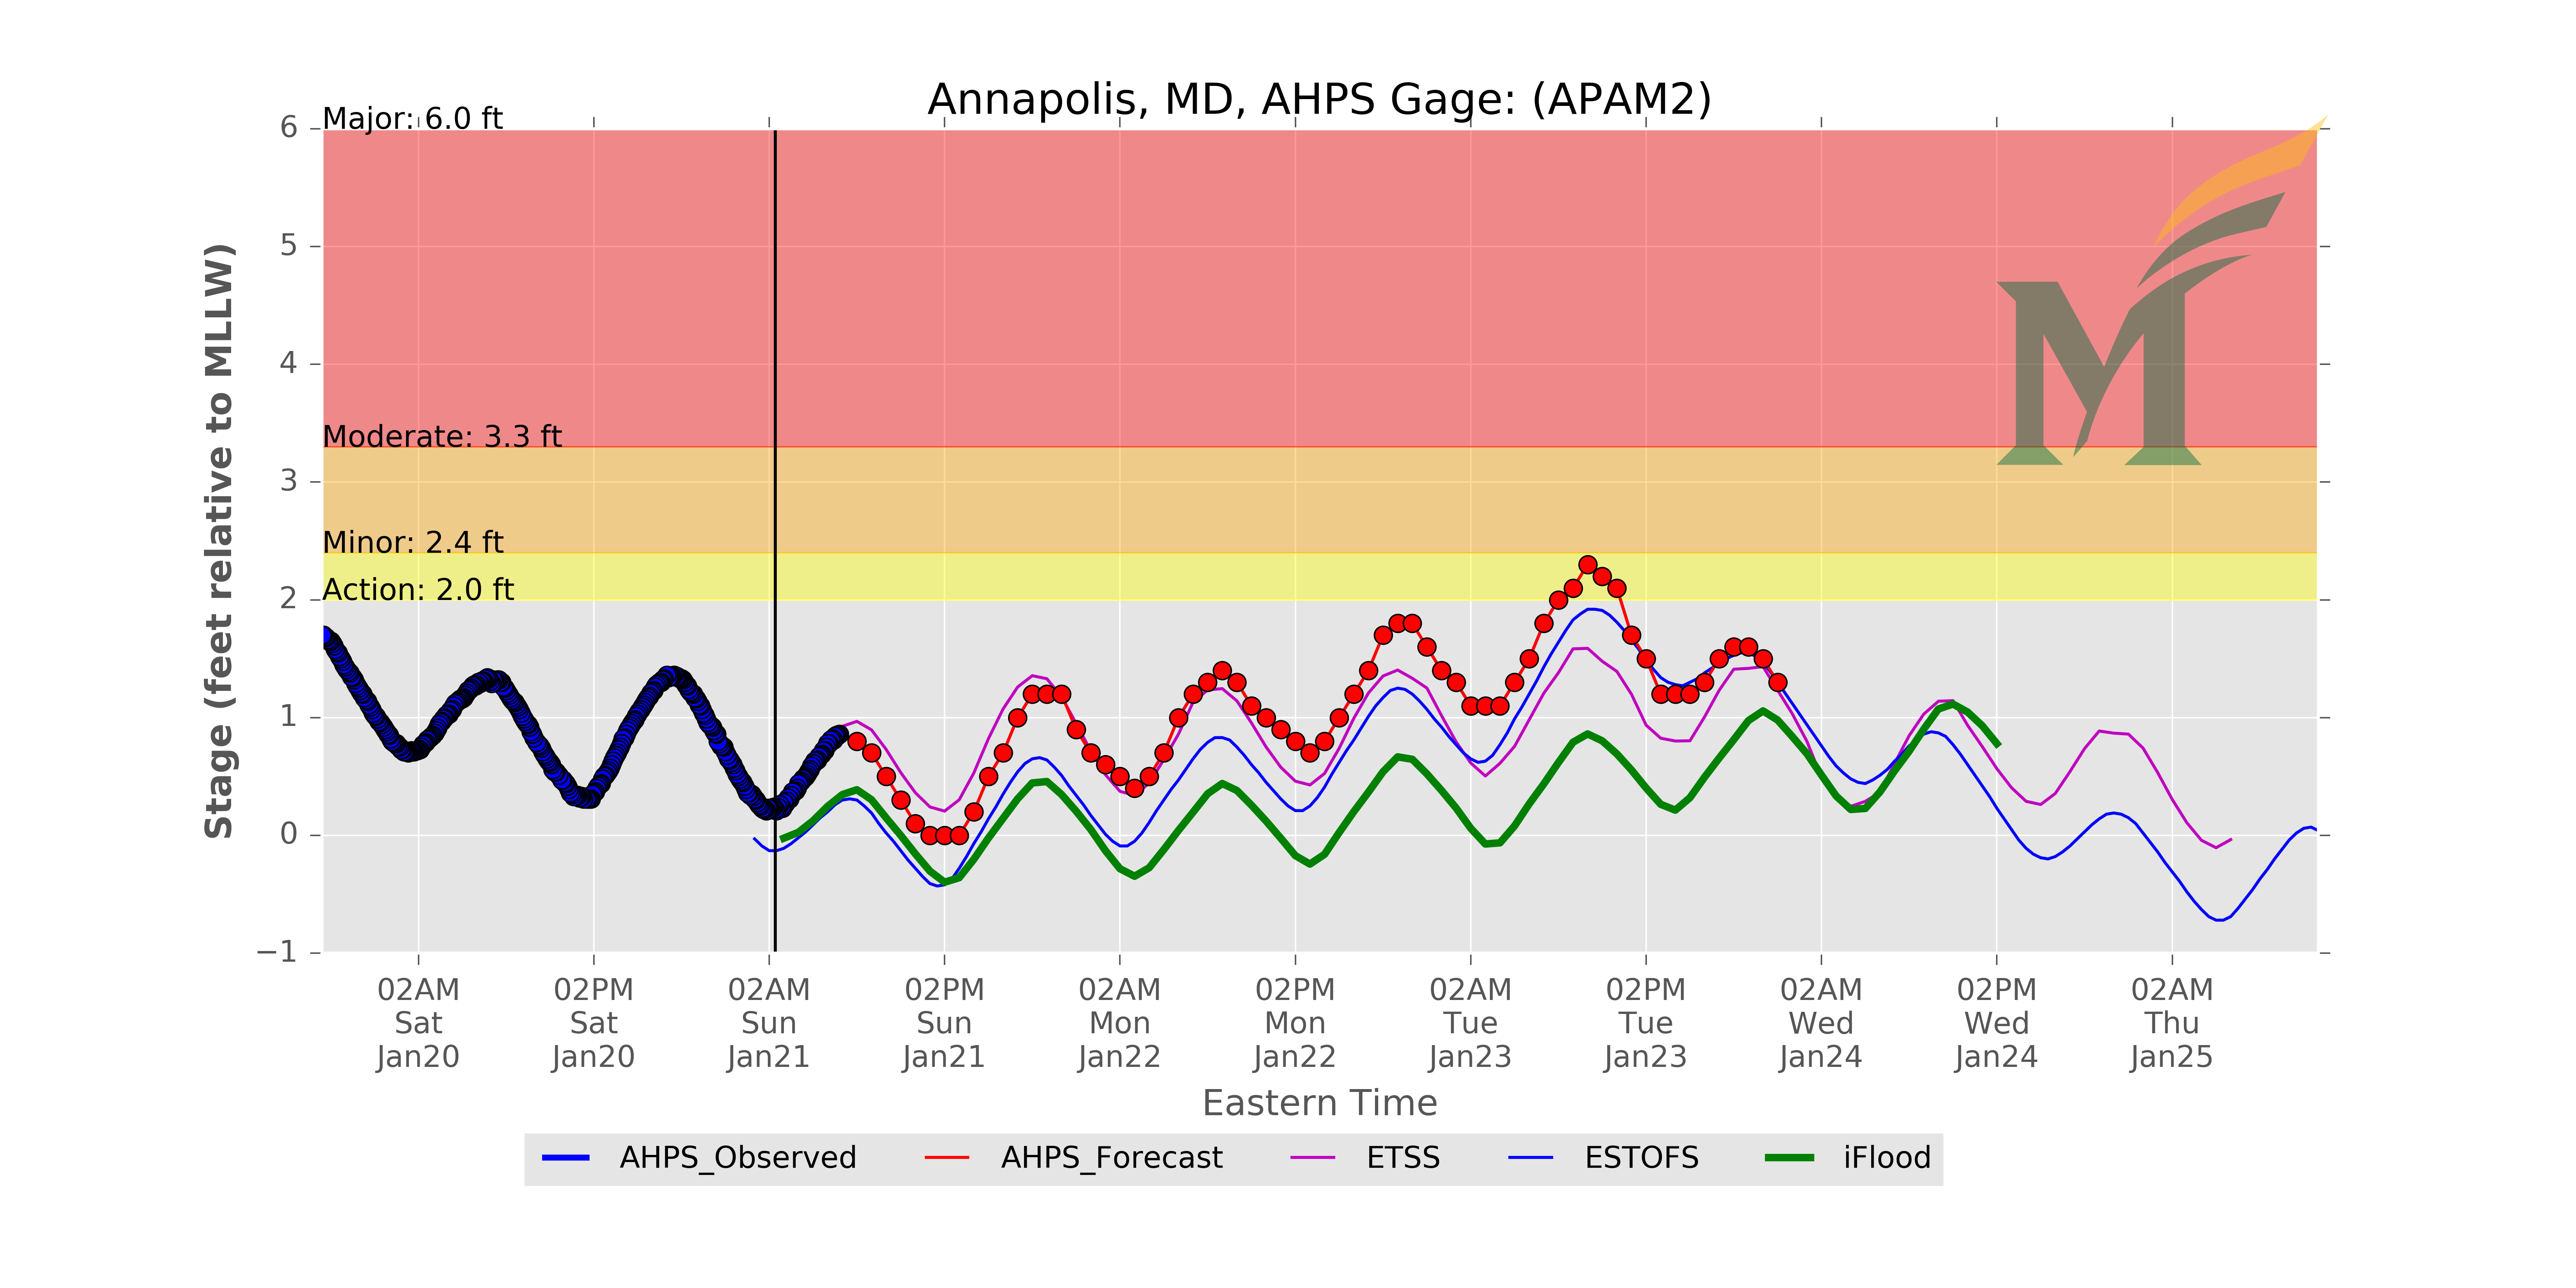 Annapolis, MD, AHPS Gage: (APAM2)
Major: 6.0 ft
Moderate: 3.3 ft
Minor: 2.4 ft
Action: 2.0 ft
Stage (feet relative to MLLW)
6
5
4
3
2
1
0
−1
02AM Sat Jan20
02PM Sat Jan20
02AM Sun Jan21
02PM Sun Jan21
02AM Mon Jan22
02PM Mon Jan22
02AM Tue Jan23
02PM Tue Jan23
02AM Wed Jan24
02PM Wed Jan24
02AM Thu Jan25
Eastern Time
AHPS_Observed
AHPS_Forecast
ETSS
ESTOFS
iFlood
M